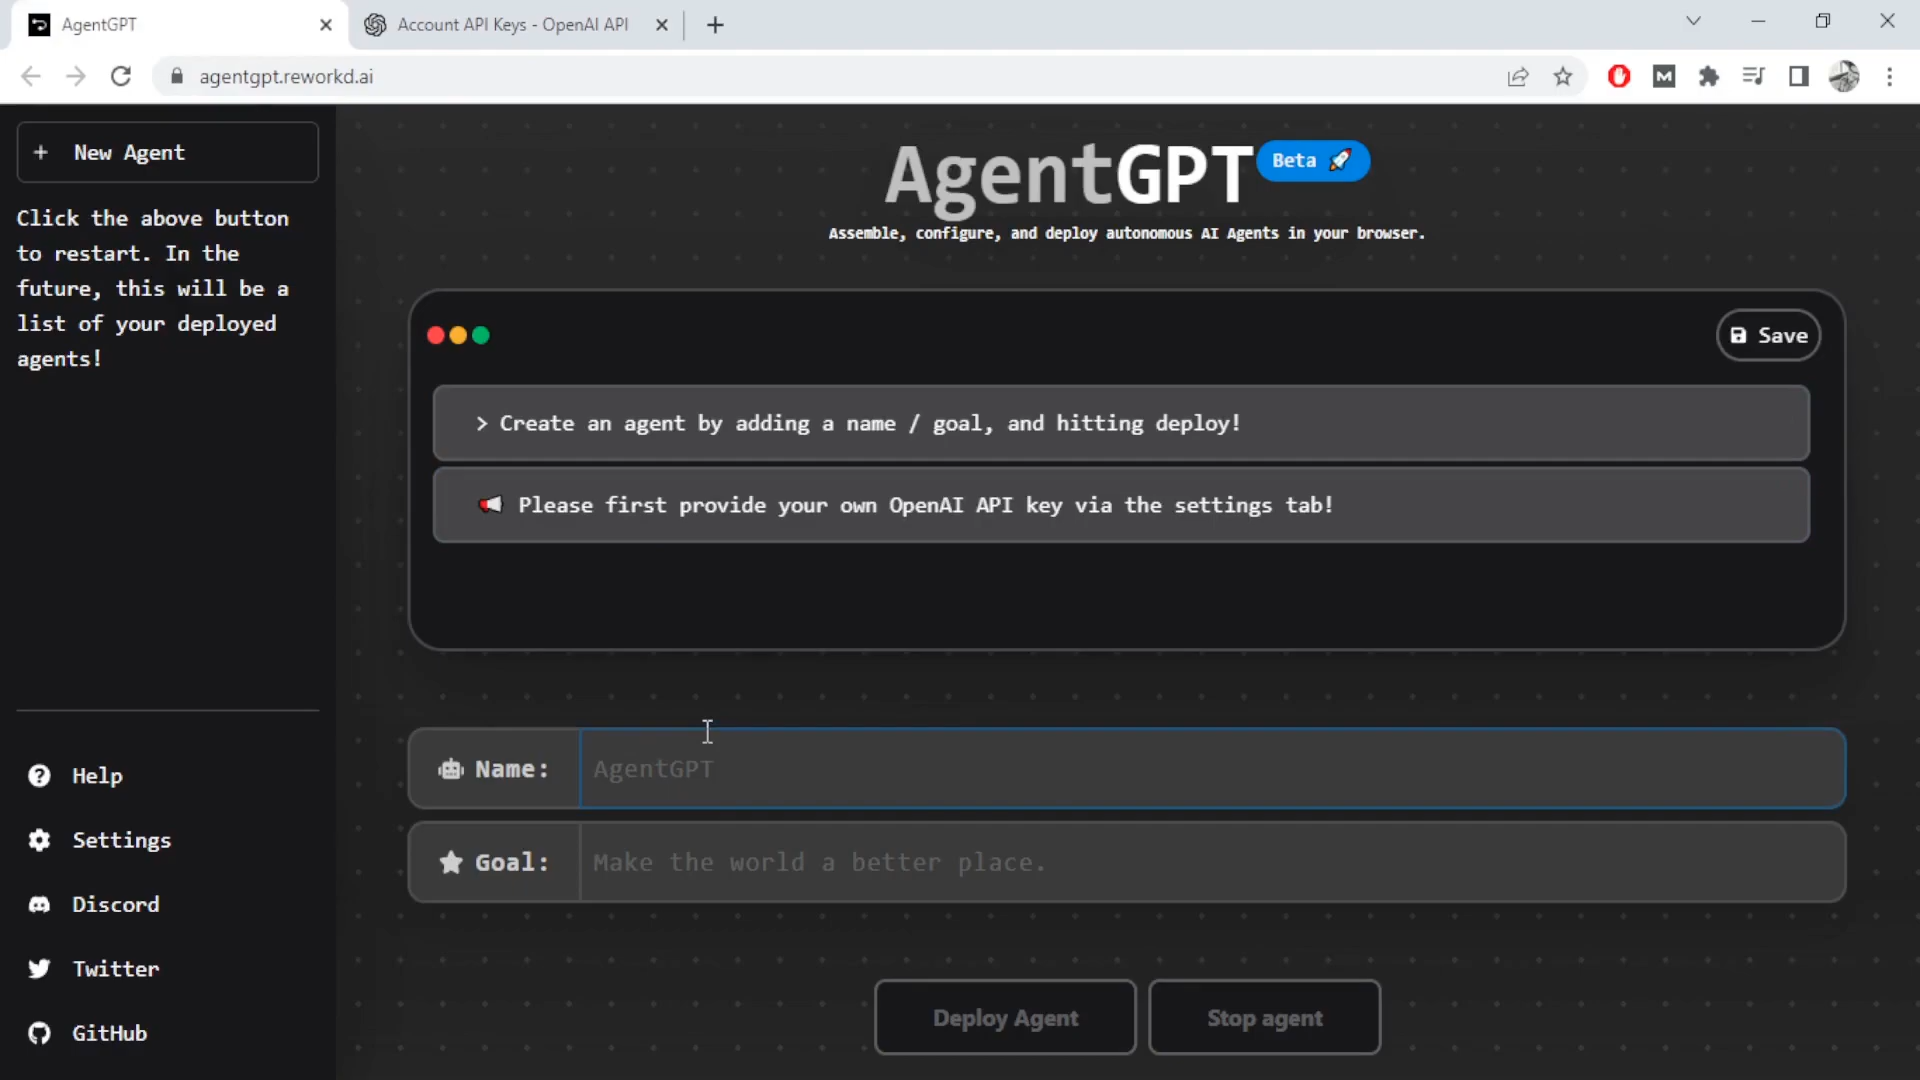 AgentGPT
Account API Keys - OpenAI API
agentgpt.reworkd.ai
M
+ New Agent
Click the above button
to restart. In the
future, this will be a
list of your deployed
agents!
Help
Settings
Discord
Twitter
GitHub
AgentGPT
Beta 🚀
Assemble, configure, and deploy autonomous AI Agents in your browser.
Save
> Create an agent by adding a name / goal, and hitting deploy!
📢 Please first provide your own OpenAI API key via the settings tab!
Name: AgentGPT
Goal: Make the world a better place.
Deploy Agent
Stop agent